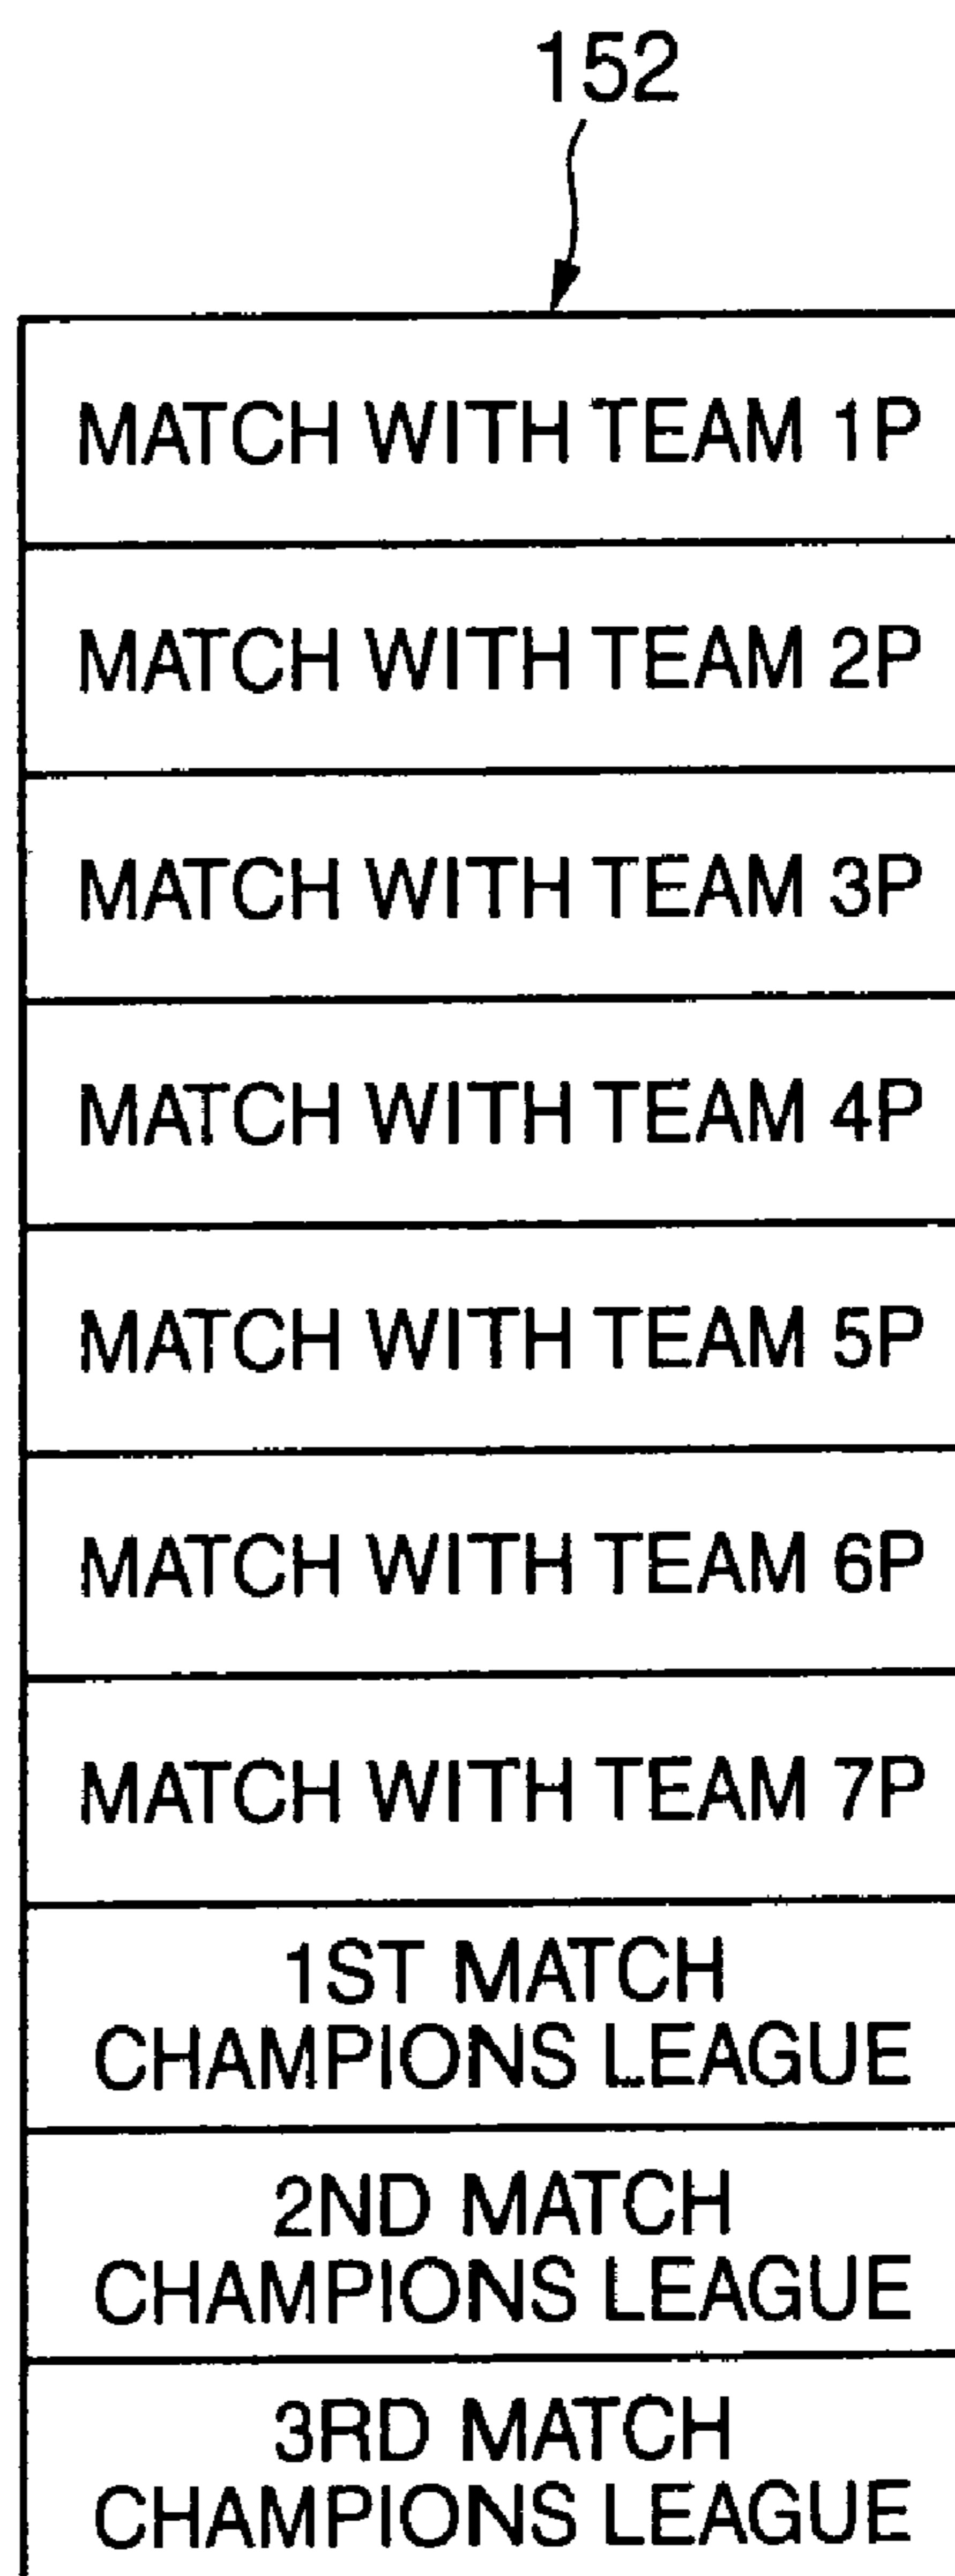 152
MATCH WITH TEAM 1P
MATCH WITH TEAM 2P
MATCH WITH TEAM 3P
MATCH WITH TEAM 4P
MATCH WITH TEAM 5P
MATCH WITH TEAM 6P
MATCH WITH TEAM 7P
1ST MATCH
CHAMPIONS LEAGUE
2ND MATCH
CHAMPIONS LEAGUE
3RD MATCH
CHAMPIONS LEAGUE